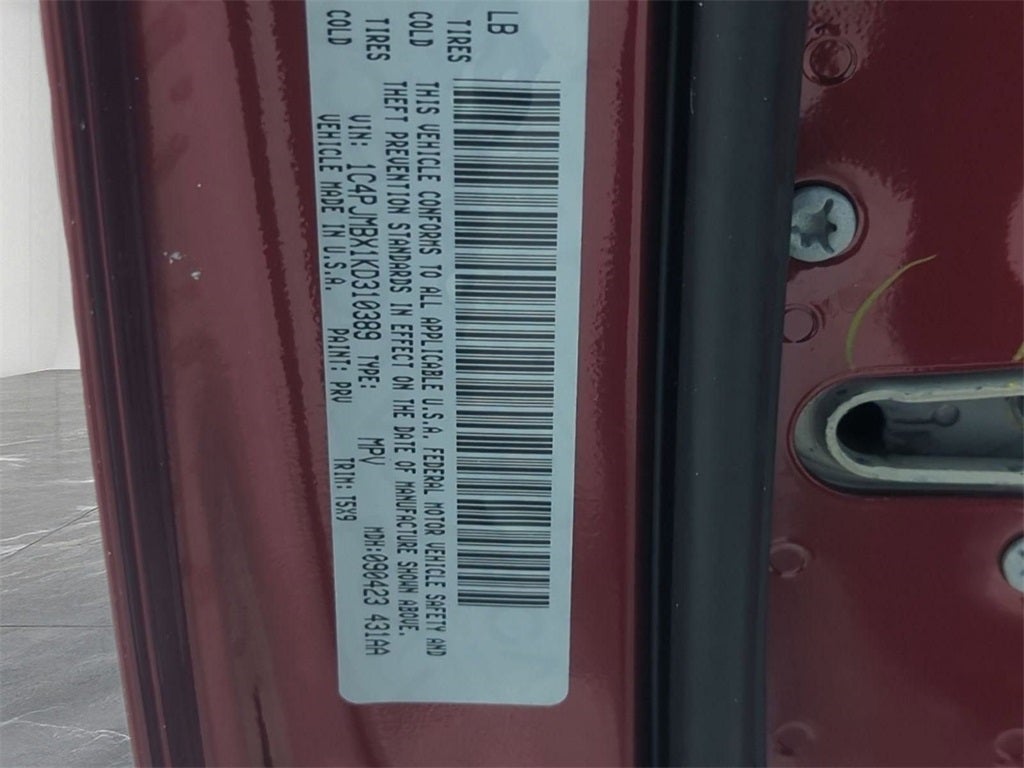 LB
TIRES
COLD
THIS VEHICLE CONFORMS TO ALL APPLICABLE U.S.A. FEDERAL MOTOR VEHICLE SAFETY AND
THEFT PREVENTION STANDARDS IN EFFECT ON THE DATE OF MANUFACTURE SHOWN ABOVE.
TIRES
COLD
VIN: 1C4PJMBX1KD310389 TYPE: MPV MDH:090423 431AA
VEHICLE MADE IN U.S.A. PAINT: PRV TRIM: T5X9